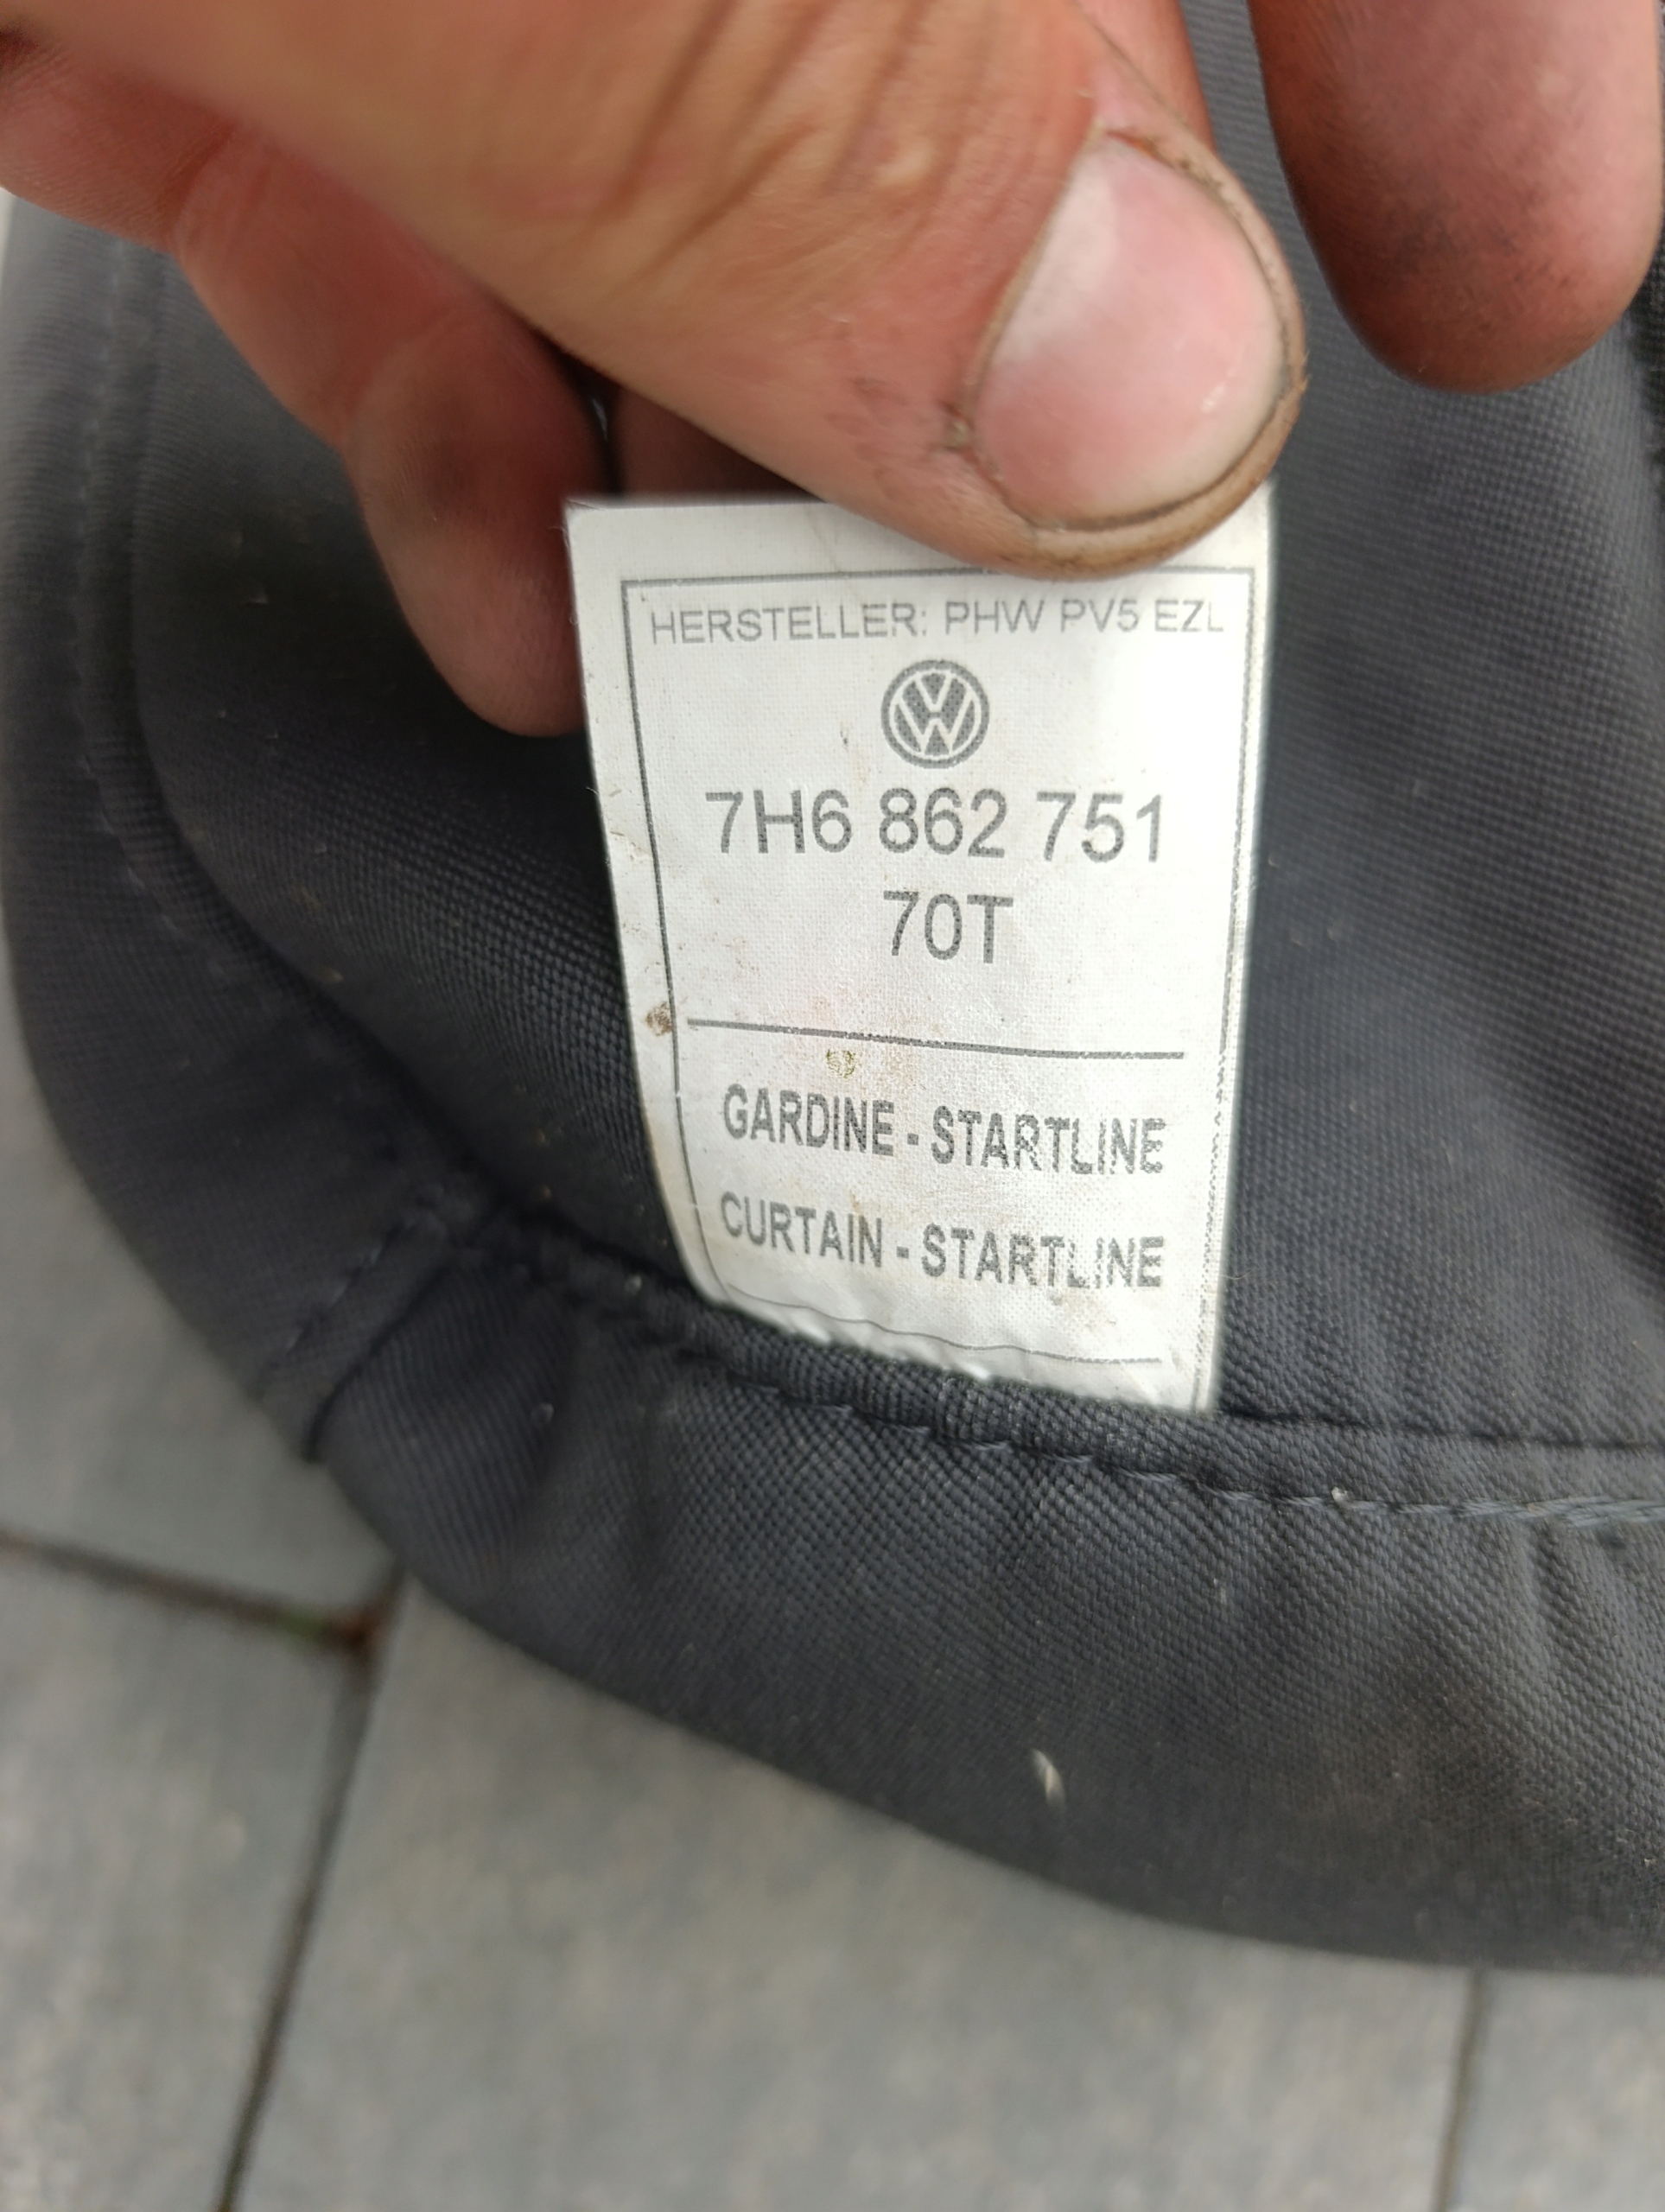 HERSTELLER: PHW PV5 EZL
7H6 862 751
70T
GARDINE - STARTLINE
CURTAIN - STARTLINE